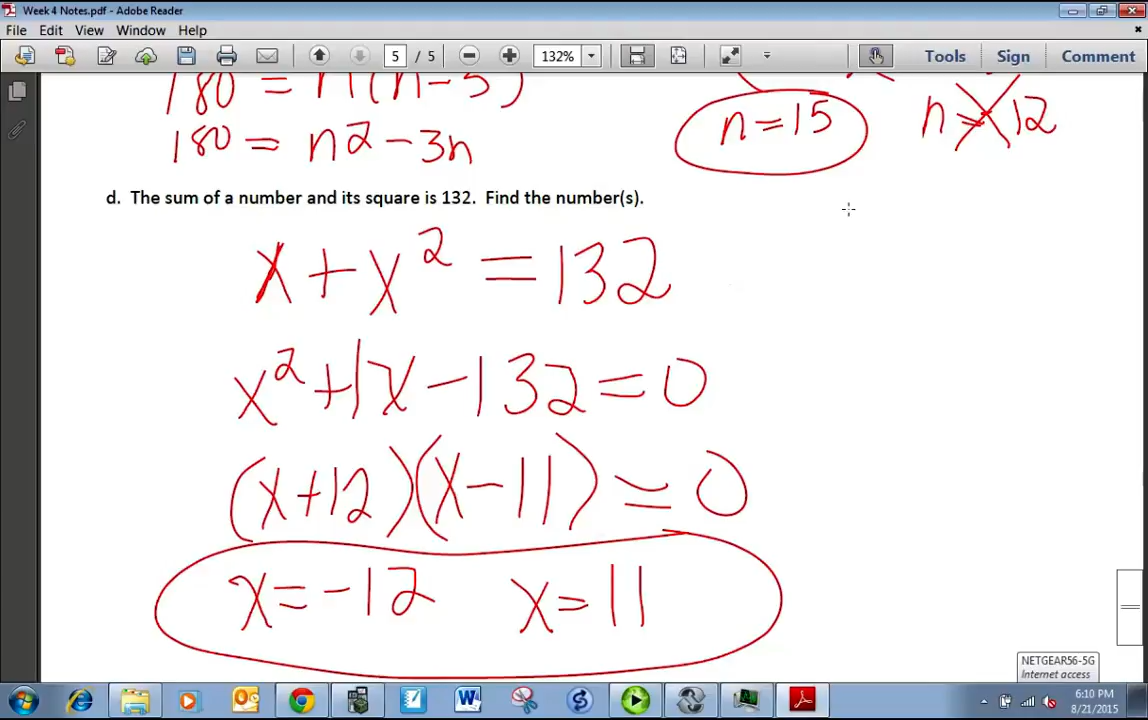 Week 4 Notes.pdf - Adobe Reader
File Edit View Window Help
5 / 5 132% Tools Sign Comment
180 = n(n-3)
180 = n2 - 3n
n = 15 n = 12
d. The sum of a number and its square is 132. Find the number(s).
x + x² = 132
x² + 1x - 132 = 0
(x+12)(x-11) = 0
x = -12 x = 11
NETGEAR56-5G
Internet access
6:10 PM
8/21/2015